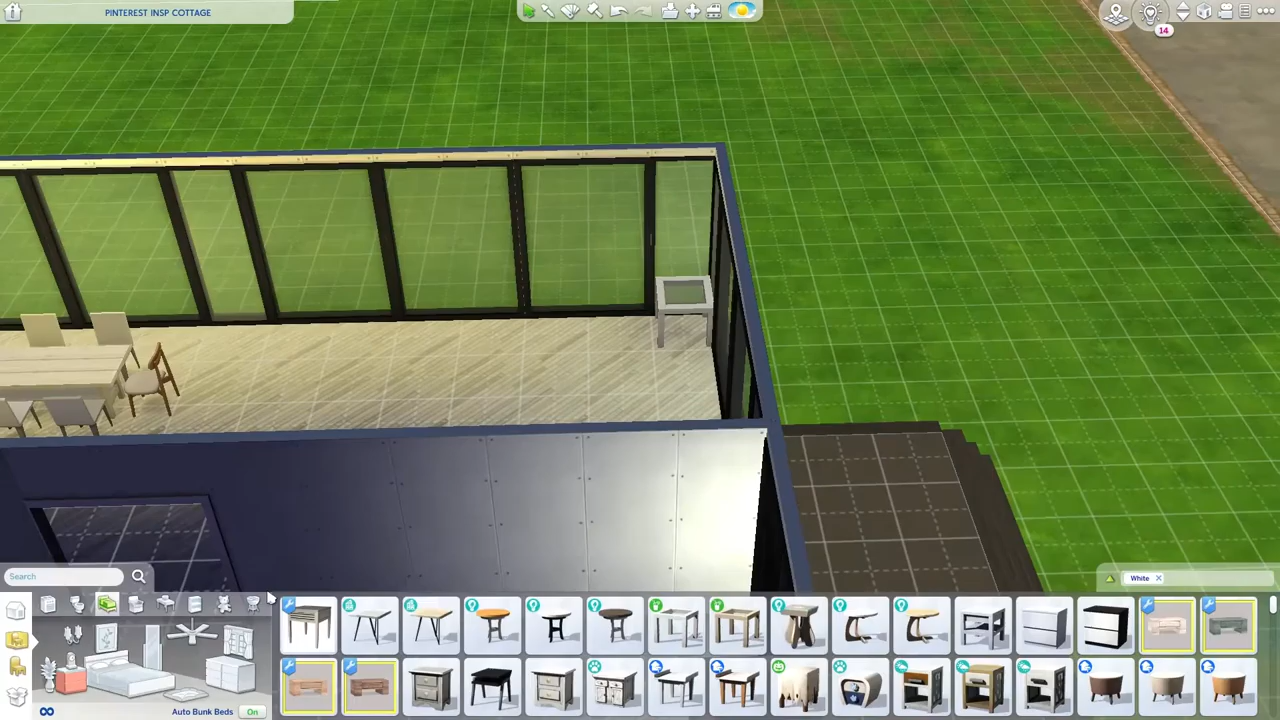 PINTEREST INSP COTTAGE
14
Search
White
Auto Bunk Beds
On